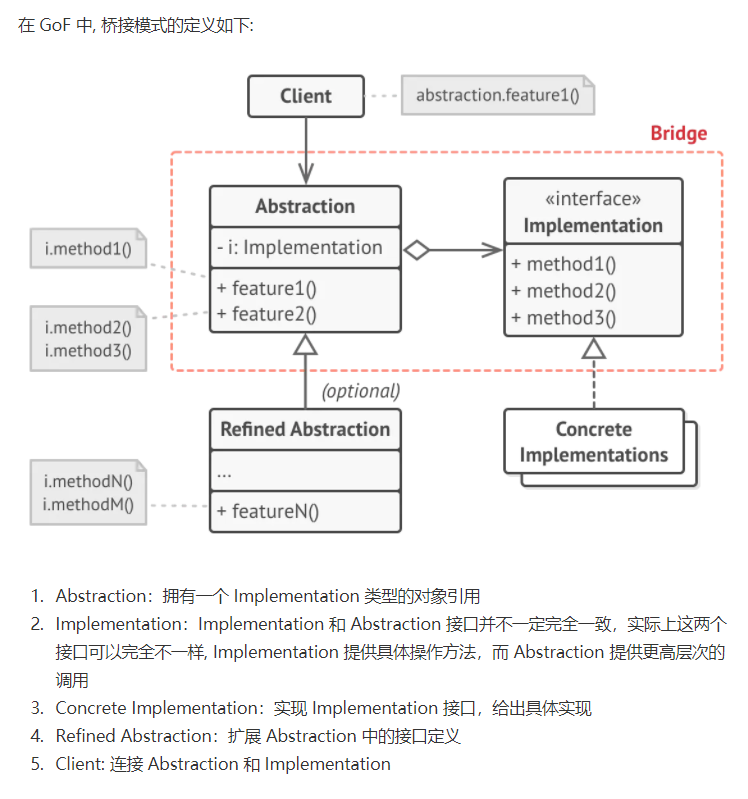 在 GoF 中, 桥接模式的定义如下:
Client
abstraction.feature1()
Bridge
Abstraction
- i: Implementation
+ feature1()
+ feature2()
«interface»
Implementation
+ method1()
+ method2()
+ method3()
i.method1()
i.method2()
i.method3()
(optional)
Refined Abstraction
...
+ featureN()
Concrete
Implementations
i.methodN()
i.methodM()
1. Abstraction：拥有一个 Implementation 类型的对象引用
2. Implementation：Implementation 和 Abstraction 接口并不一定完全一致，实际上这两个
接口可以完全不一样, Implementation 提供具体操作方法，而 Abstraction 提供更高层次的
调用
3. Concrete Implementation：实现 Implementation 接口，给出具体实现
4. Refined Abstraction：扩展 Abstraction 中的接口定义
5. Client: 连接 Abstraction 和 Implementation